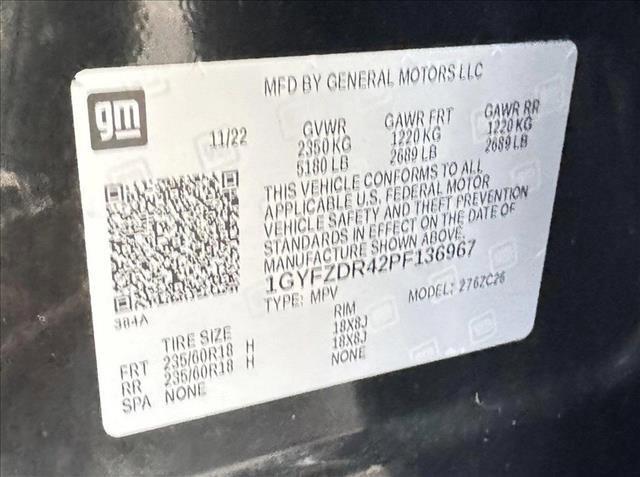 gm
MFD BY GENERAL MOTORS LLC
11/22 GVWR GAWR FRT GAWR RR
2350 KG 1220 KG 1220 KG
5180 LB 2689 LB 2689 LB
THIS VEHICLE CONFORMS TO ALL
APPLICABLE U.S. FEDERAL MOTOR
VEHICLE SAFETY AND THEFT PREVENTION
STANDARDS IN EFFECT ON THE DATE OF
MANUFACTURE SHOWN ABOVE.
1GYFZDR42PF136967
TYPE: MPV MODEL: 276ZC26
304A
TIRE SIZE RIM
FRT 235/60R18 H 18X8J
RR 235/60R18 H 18X8J
SPA NONE NONE